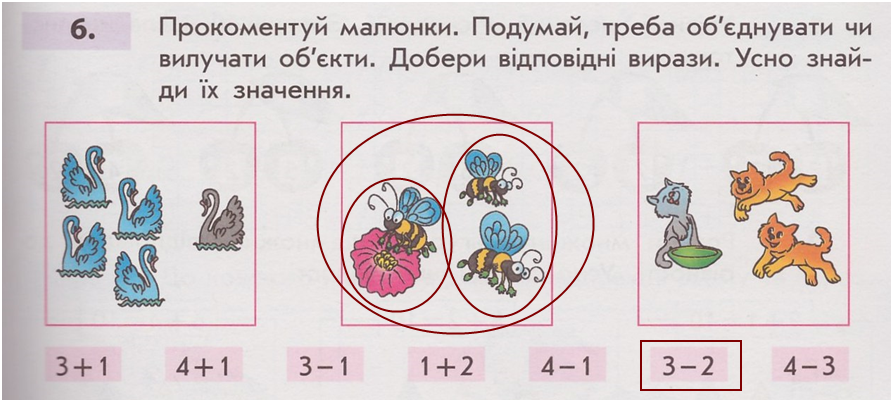 6. Прокоментуй малюнки. Подумай, треба об’єднувати чи
вилучати об’єкти. Добери відповідні вирази. Усно знай-
ди їх значення.
3+1 4+1 3−1 1+2 4−1 3−2 4−3